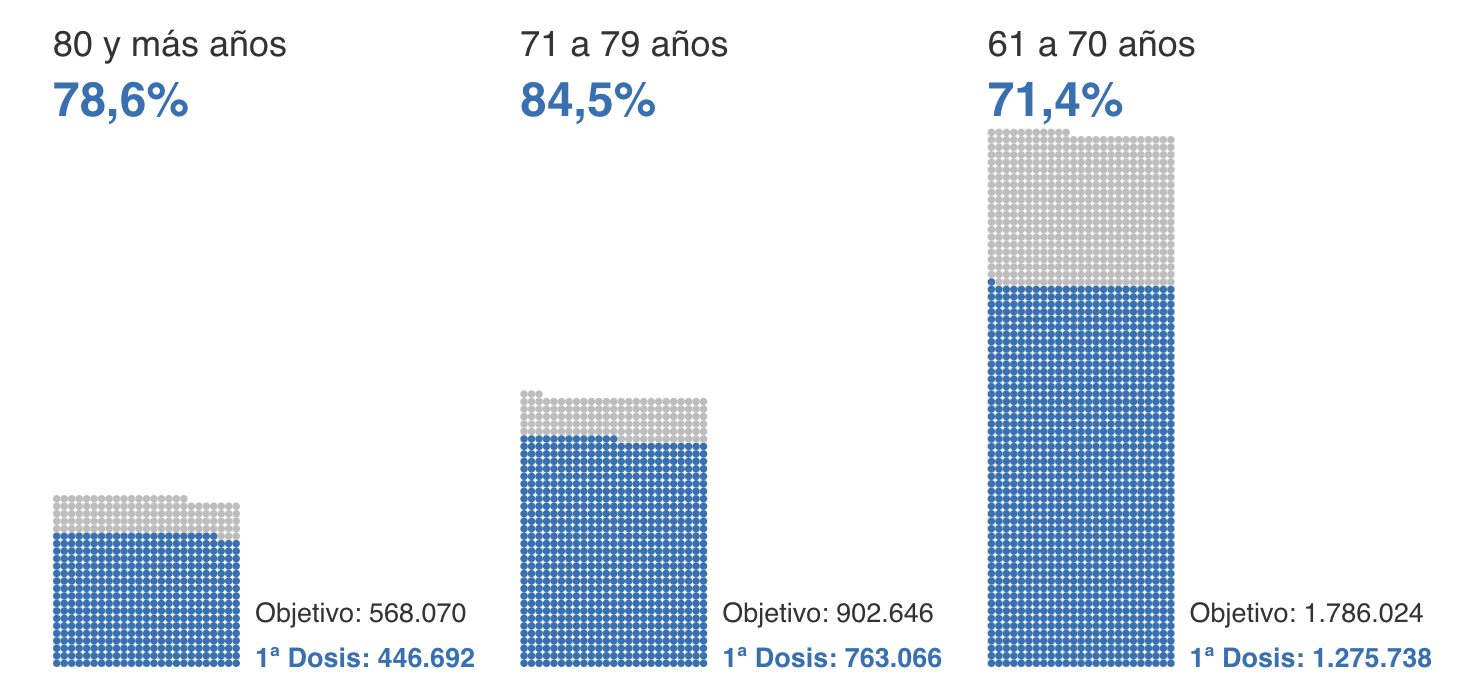 80 y más años
78,6%
Objetivo: 568.070
1ª Dosis: 446.692
71 a 79 años
84,5%
Objetivo: 902.646
1ª Dosis: 763.066
61 a 70 años
71,4%
Objetivo: 1.786.024
1ª Dosis: 1.275.738